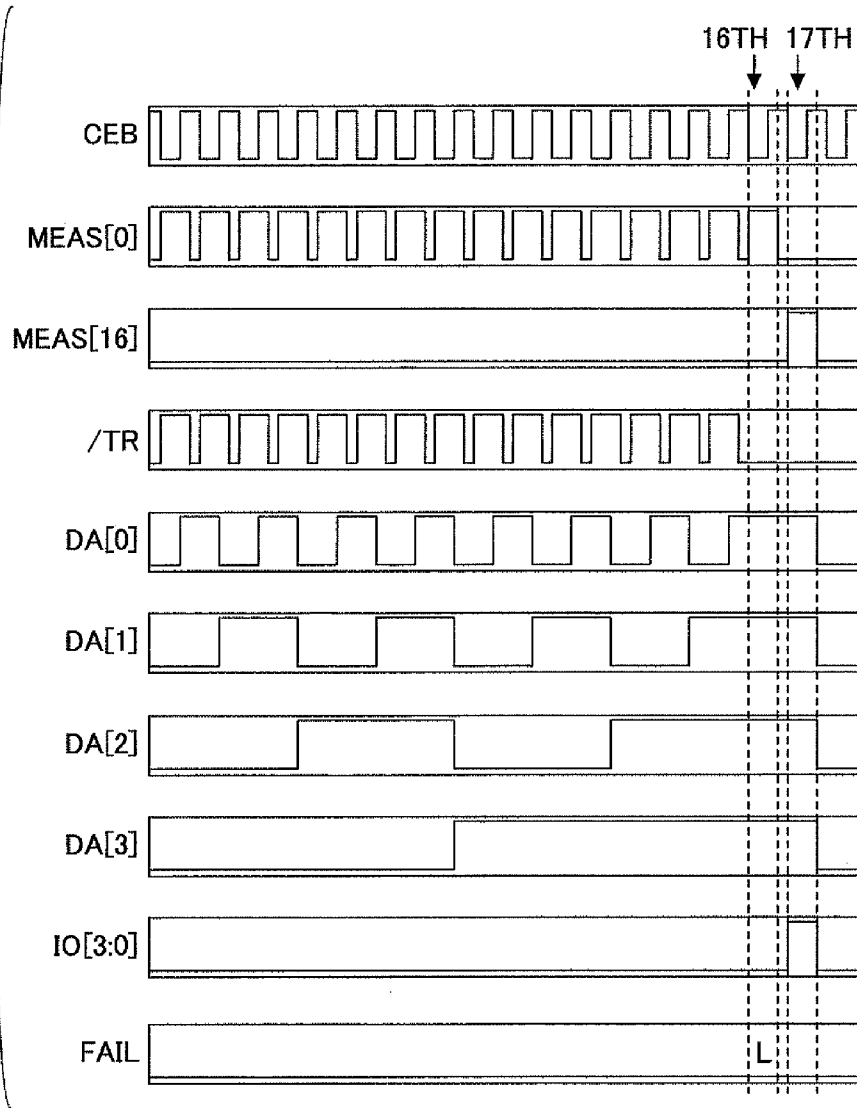 16TH 17TH
CEB
MEAS[0]
MEAS[16]
/TR
DA[0]
DA[1]
DA[2]
DA[3]
IO[3:0]
FAIL L